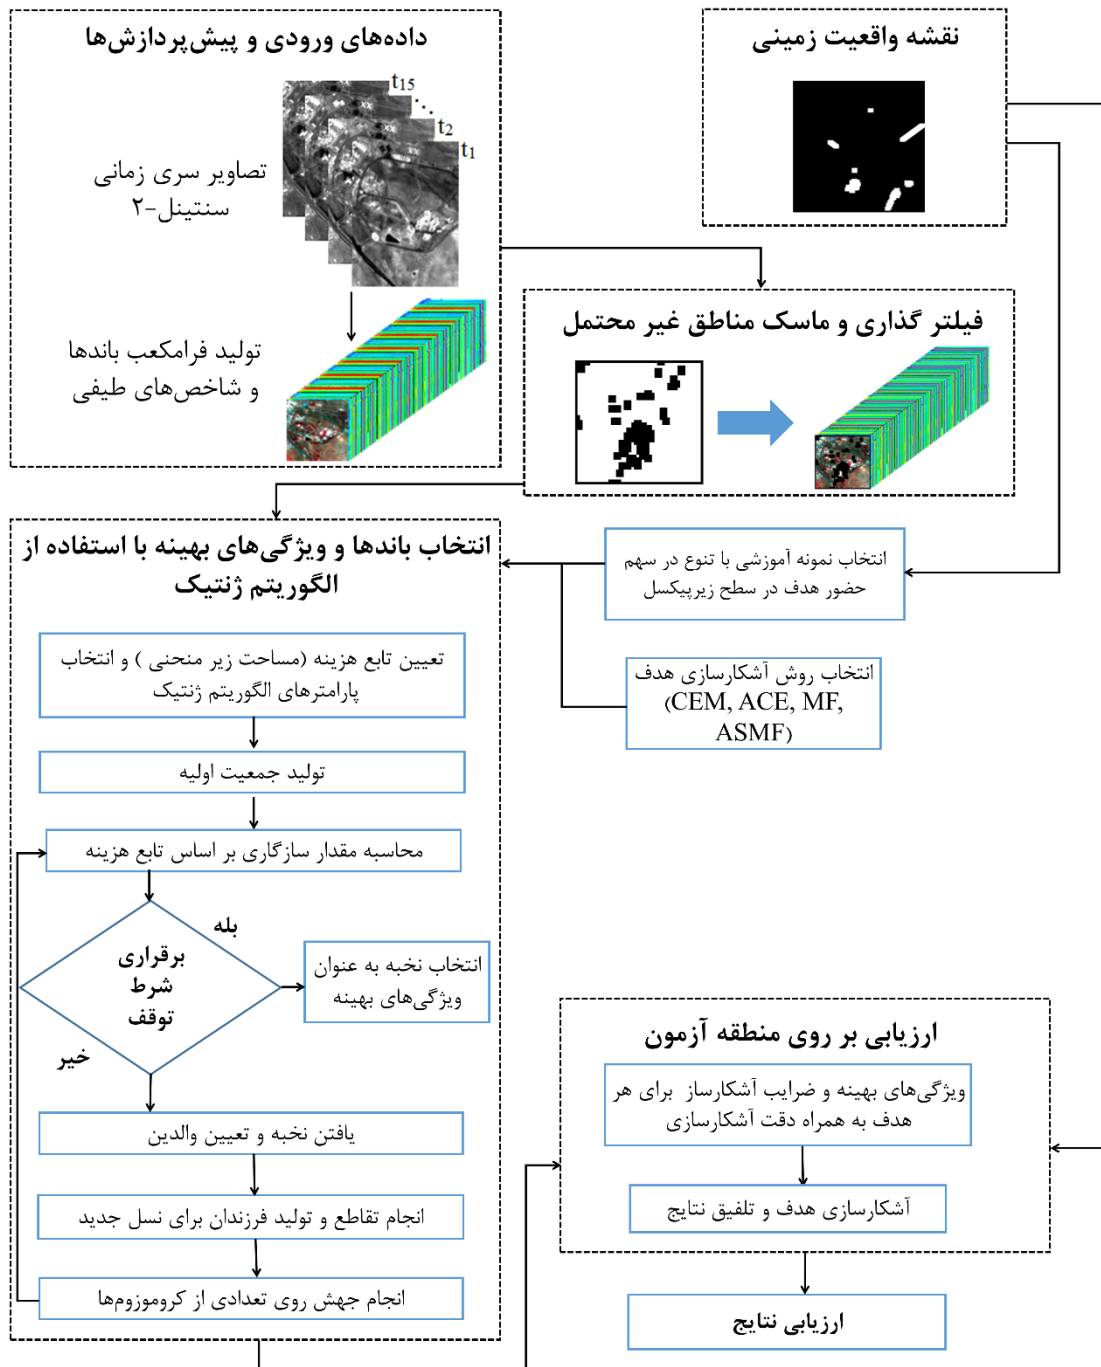 داده‌های ورودی و پیش‌پردازش‌ها
t15
t2
t1
تصاویر سری زمانی
سنتینل-۲
تولید فرامکعب باندها
و شاخص‌های طیفی
نقشه واقعیت زمینی
فیلتر گذاری و ماسک مناطق غیر محتمل
انتخاب نمونه آموزشی با تنوع در سهم
حضور هدف در سطح زیرپیکسل
انتخاب روش آشکارسازی هدف
(CEM, ACE, MF,
ASMF)
انتخاب باندها و ویژگی‌های بهینه با استفاده از
الگوریتم ژنتیک
تعیین تابع هزینه (مساحت زیر منحنی ) و انتخاب
پارامترهای الگوریتم ژنتیک
تولید جمعیت اولیه
محاسبه مقدار سازگاری بر اساس تابع هزینه
بله
برقراری
شرط
توقف
خیر
انتخاب نخبه به عنوان
ویژگی‌های بهینه
یافتن نخبه و تعیین والدین
انجام تقاطع و تولید فرزندان برای نسل جدید
انجام جهش روی تعدادی از کروموزوم‌ها
ارزیابی بر روی منطقه آزمون
ویژگی‌های بهینه و ضرایب آشکارساز برای هر
هدف به همراه دقت آشکارسازی
آشکارسازی هدف و تلفیق نتایج
ارزیابی نتایج